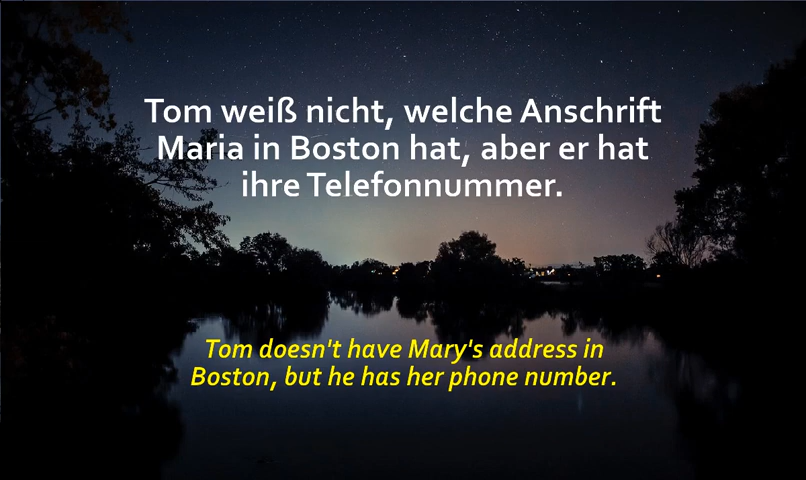 Tom weiß nicht, welche Anschrift
Maria in Boston hat, aber er hat
ihre Telefonnummer.
Tom doesn't have Mary's address in
Boston, but he has her phone number.